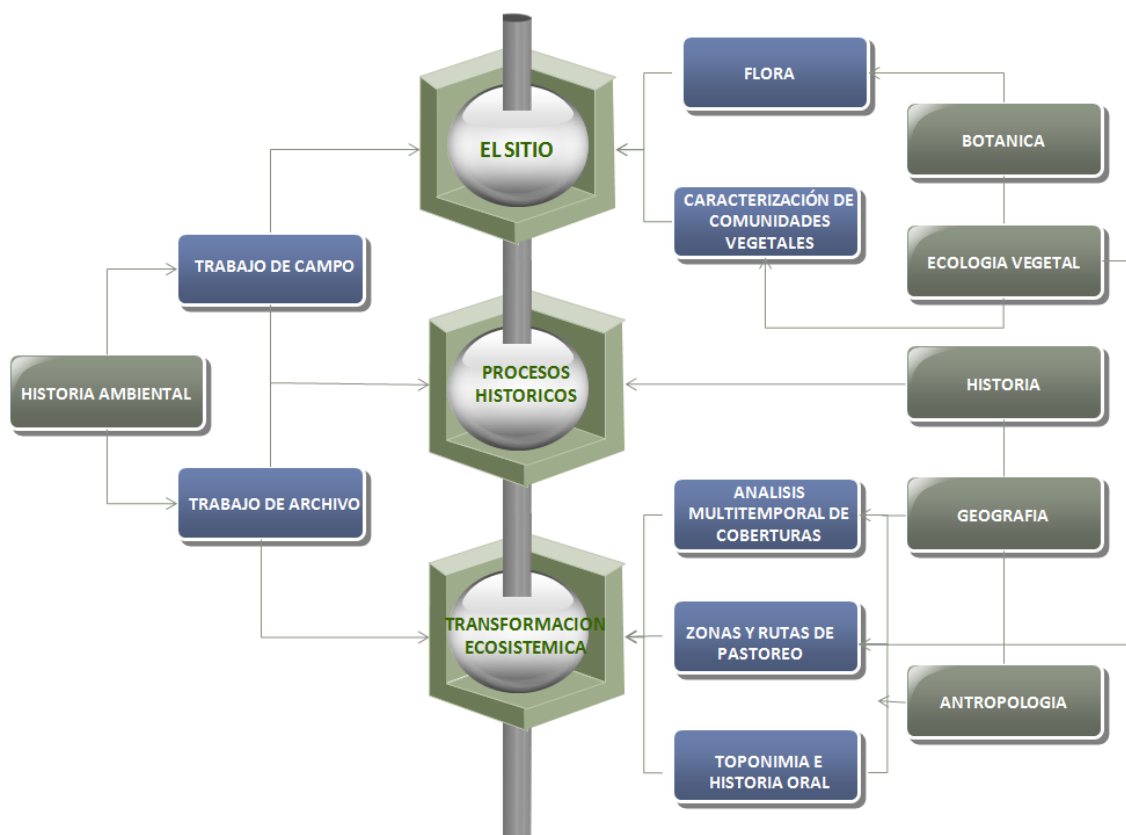 FLORA
EL SITIO
BOTANICA
CARACTERIZACIÓN DE
COMUNIDADES
VEGETALES
TRABAJO DE CAMPO
ECOLOGIA VEGETAL
HISTORIA AMBIENTAL
PROCESOS
HISTORICOS
HISTORIA
TRABAJO DE ARCHIVO
ANALISIS
MULTITEMPORAL DE
COBERTURAS
GEOGRAFIA
TRANSFORMACION
ECOSISTEMICA
ZONAS Y RUTAS DE
PASTOREO
ANTROPOLOGIA
TOPONIMIA E
HISTORIA ORAL